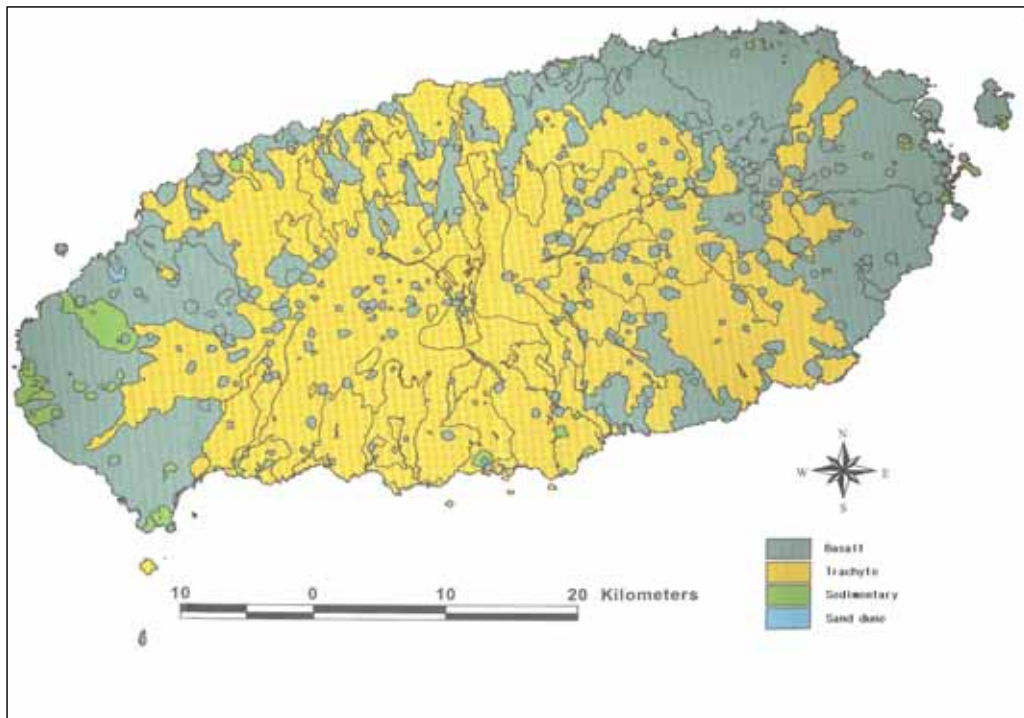 N
W E
S
Basalt
Trachyte
Sedimentary
Sand dune
10 0 10 20 Kilometers